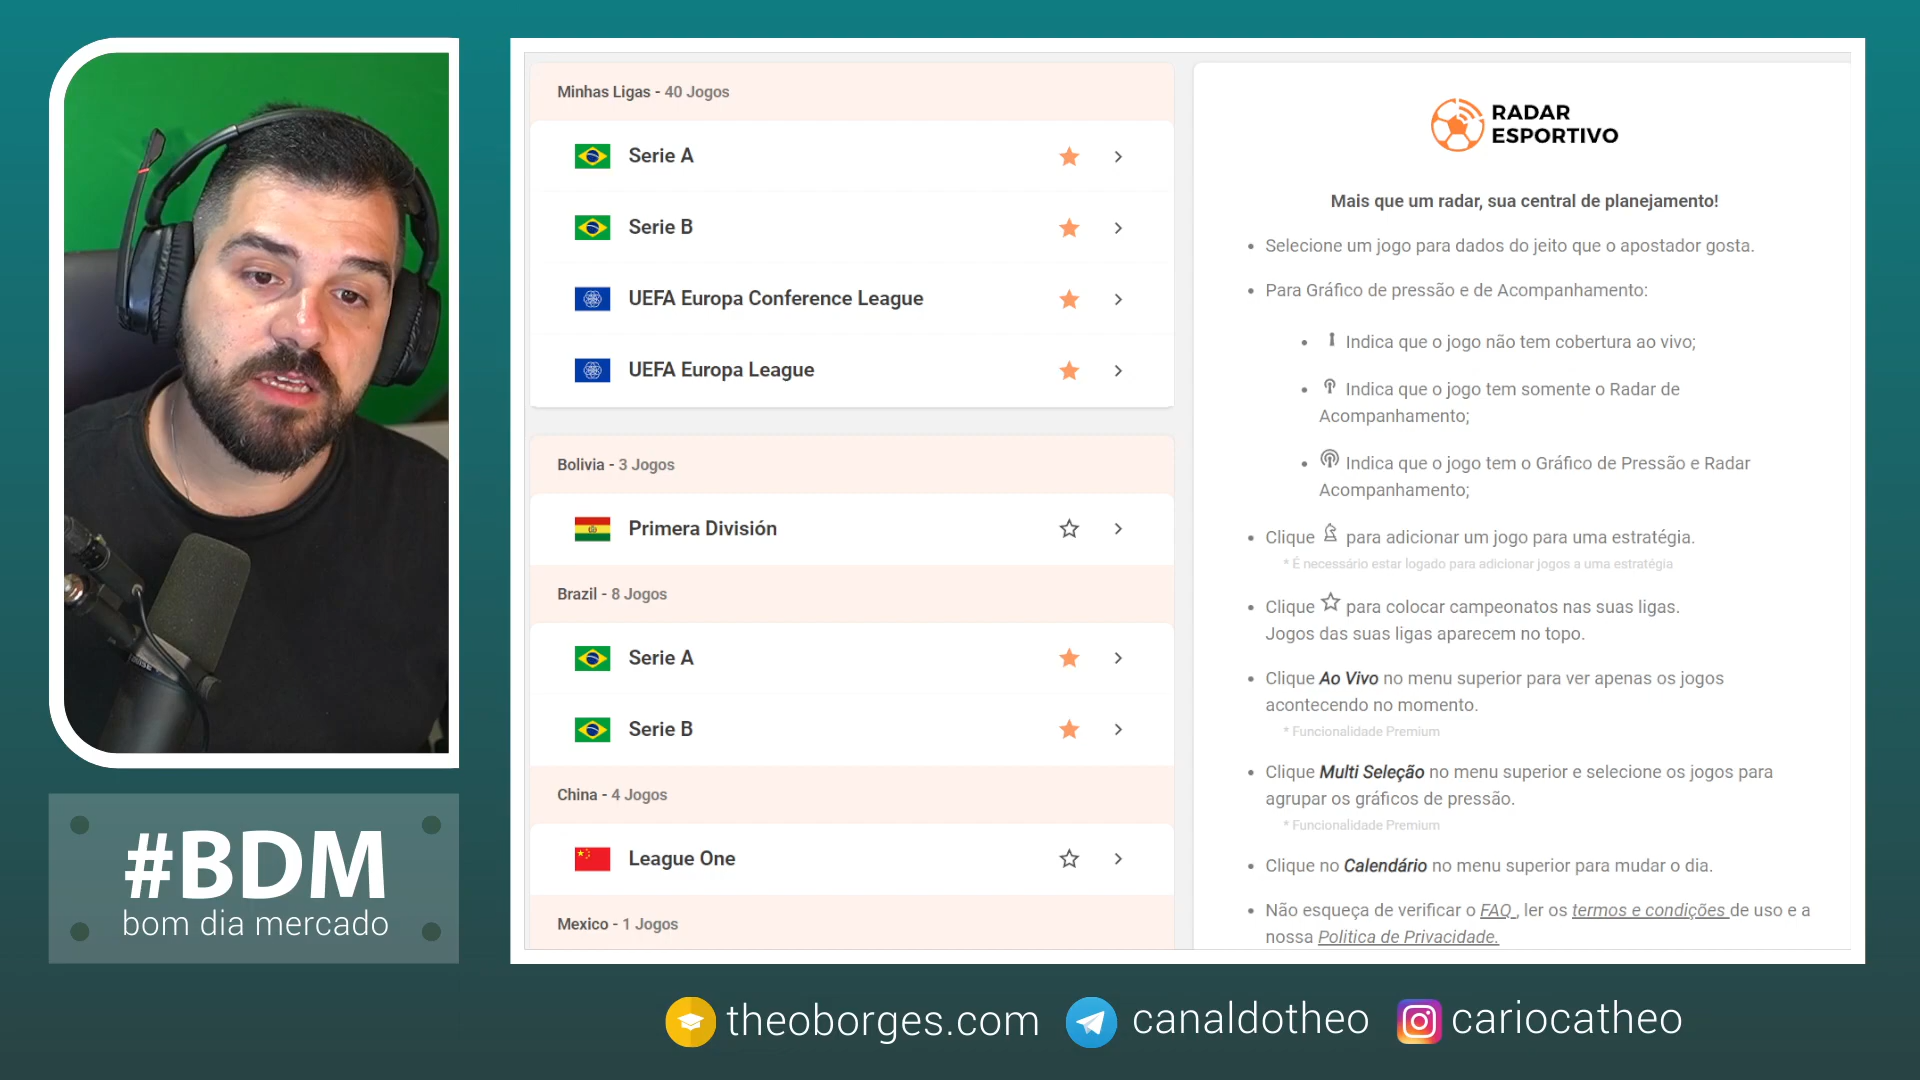 Minhas Ligas - 40 Jogos
Serie A
Serie B
UEFA Europa Conference League
UEFA Europa League
Bolivia - 3 Jogos
Primera División
Brazil - 8 Jogos
Serie A
Serie B
China - 4 Jogos
League One
Mexico - 1 Jogos
RADAR
ESPORTIVO
Mais que um radar, sua central de planejamento!
Selecione um jogo para dados do jeito que o apostador gosta.
Para Gráfico de pressão e de Acompanhamento:
Indica que o jogo não tem cobertura ao vivo;
Indica que o jogo tem somente o Radar de
Acompanhamento;
Indica que o jogo tem o Gráfico de Pressão e Radar
Acompanhamento;
Clique para adicionar um jogo para uma estratégia.
* É necessário estar logado para adicionar jogos a uma estratégia
Clique para colocar campeonatos nas suas ligas.
Jogos das suas ligas aparecem no topo.
Clique Ao Vivo no menu superior para ver apenas os jogos
acontecendo no momento.
* Funcionalidade Premium
Clique Multi Seleção no menu superior e selecione os jogos para
agrupar os gráficos de pressão.
* Funcionalidade Premium
Clique no Calendário no menu superior para mudar o dia.
Não esqueça de verificar o FAQ , ler os termos e condições de uso e a
nossa Politica de Privacidade.
#BDM
bom dia mercado
theoborges.com
canaldotheo
cariocatheo